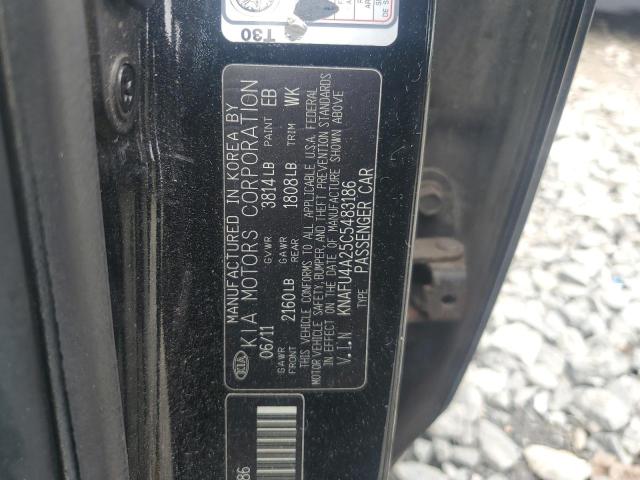 T30
MANUFACTURED IN KOREA BY
KIA MOTORS CORPORATION
KIA
06/11 GVWR 3814LB PAINT EB
GAWR FRONT 2160LB GAWR REAR 1808LB TRIM WK
THIS VEHICLE CONFORMS TO ALL APPLICABLE U.S.A. FEDERAL
MOTOR VEHICLE SAFETY, BUMPER, AND THEFT PREVENTION STANDARDS
IN EFFECT ON THE DATE OF MANUFACTURE SHOWN ABOVE
V.I.N KNAFU4A25C5483186
TYPE PASSENGER CAR
86